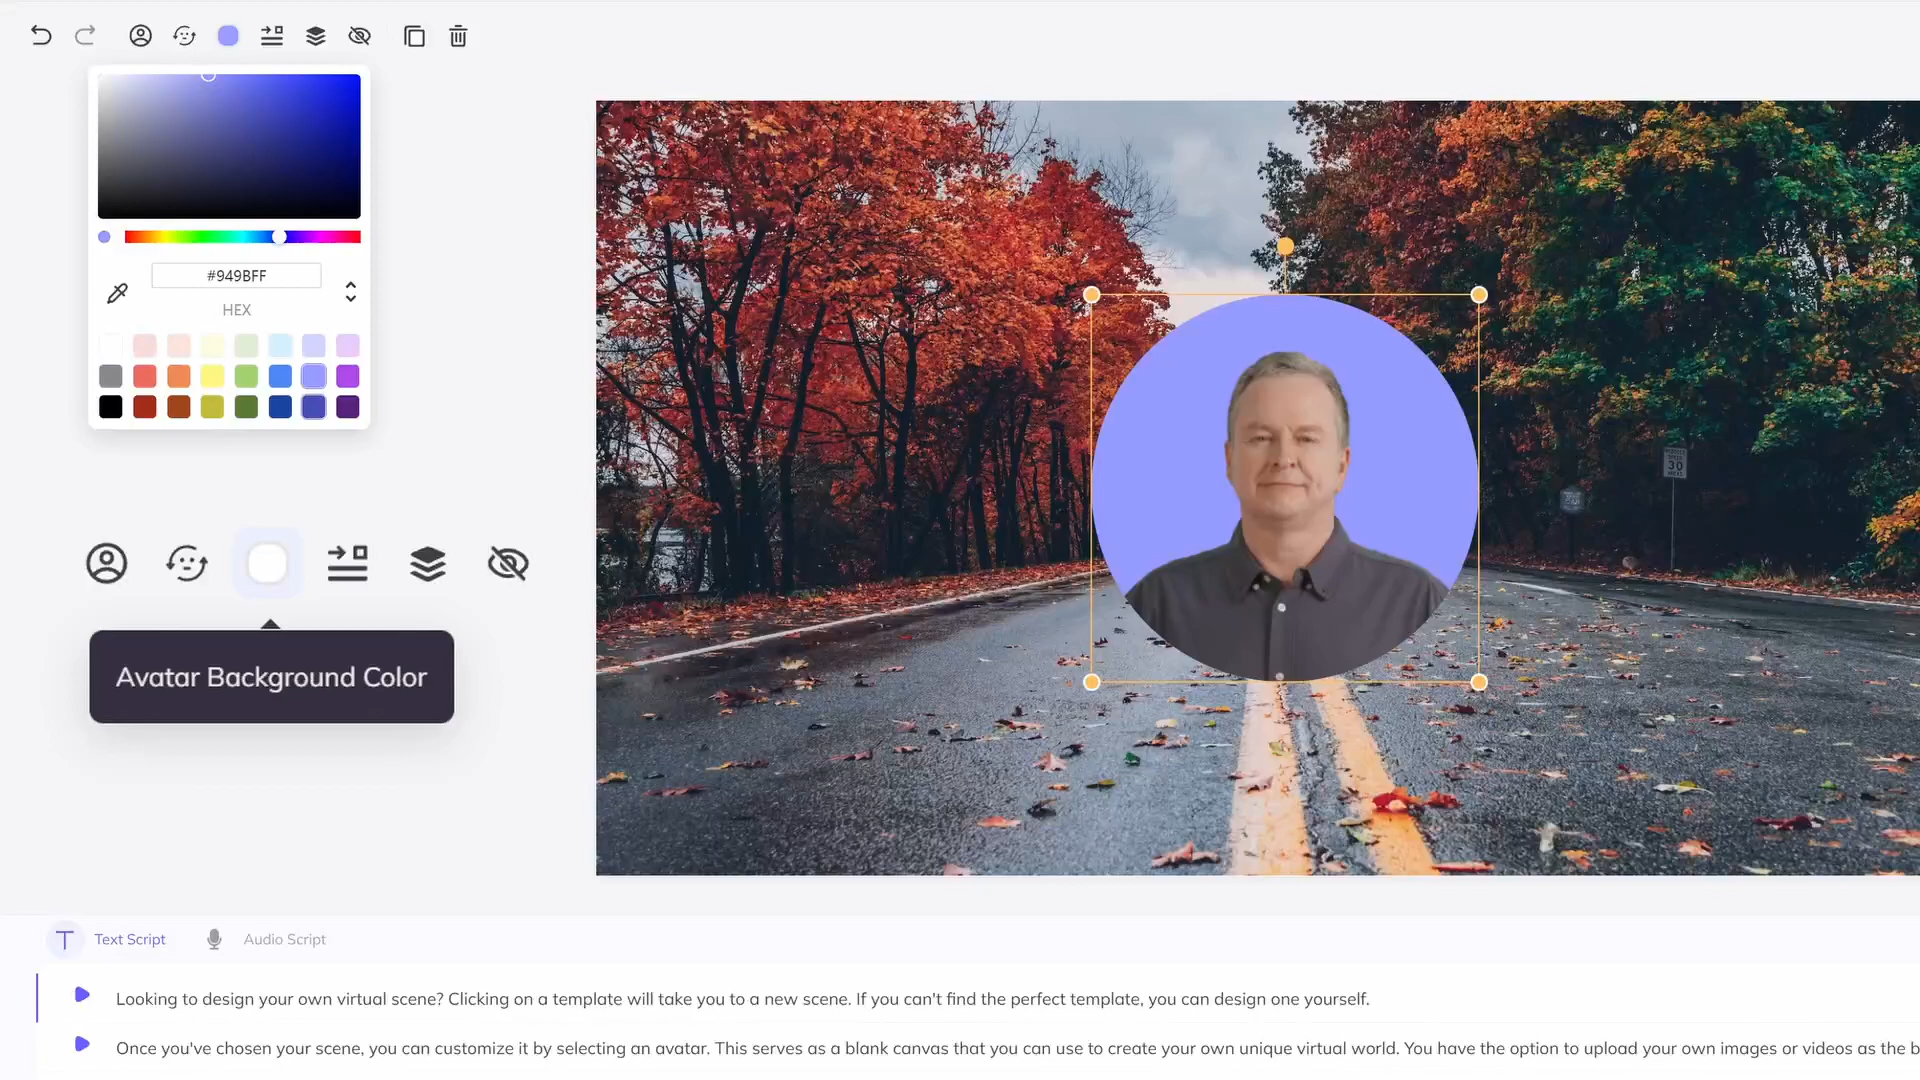 #949BFF
HEX
REDUCED
SPEED
30
Avatar Background Color
Text Script
Audio Script
Looking to design your own virtual scene? Clicking on a template will take you to a new scene. If you can't find the perfect template, you can design one yourself.
Once you've chosen your scene, you can customize it by selecting an avatar. This serves as a blank canvas that you can use to create your own unique virtual world. You have the option to upload your own images or videos as the b